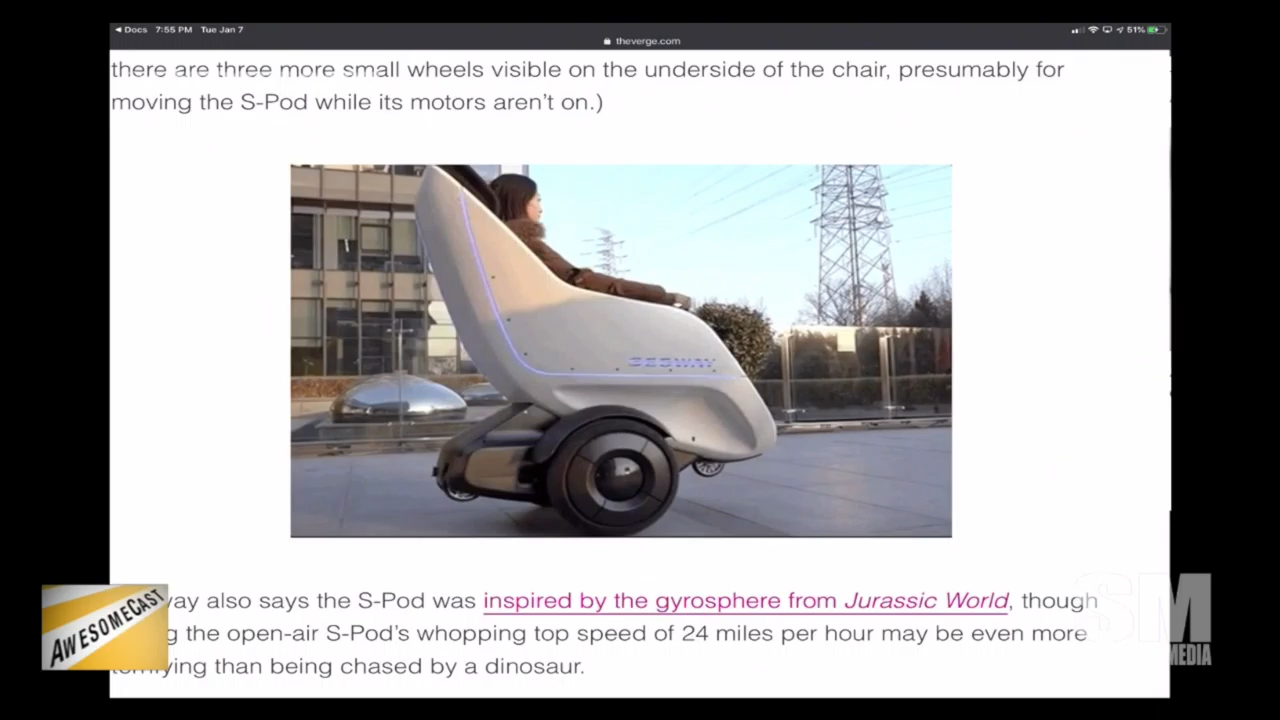 Docs 7:55 PM Tue Jan 7
51%
theverge.com
there are three more small wheels visible on the underside of the chair, presumably for
moving the S-Pod while its motors aren't on.)
SEGWAY
way also says the S-Pod was inspired by the gyrosphere from Jurassic World, though
g the open-air S-Pod's whopping top speed of 24 miles per hour may be even more
terrifying than being chased by a dinosaur.
AWESOMECAST
SM
MEDIA